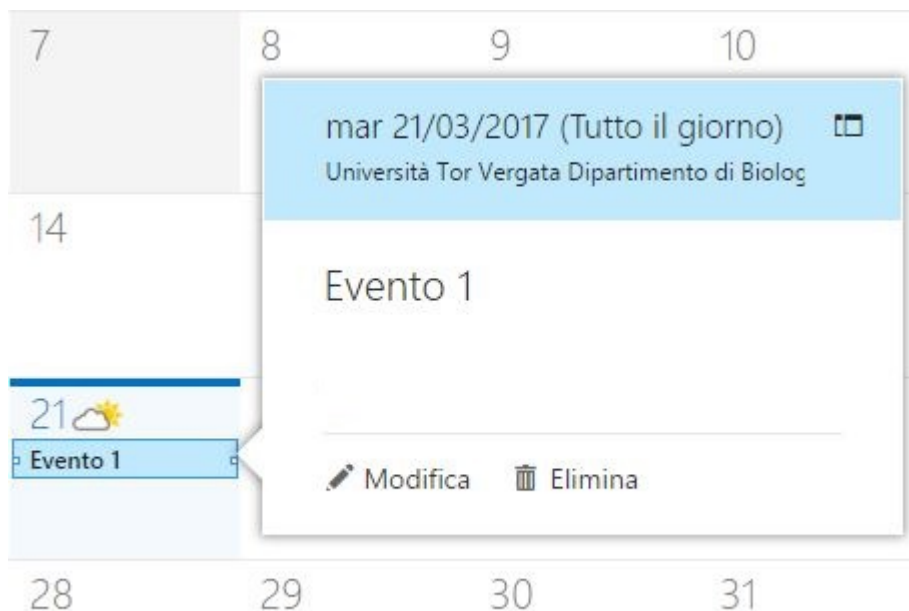 7 8 9 10
mar 21/03/2017 (Tutto il giorno)
Università Tor Vergata Dipartimento di Biolog
14
Evento 1
21
Evento 1
Modifica Elimina
28 29 30 31